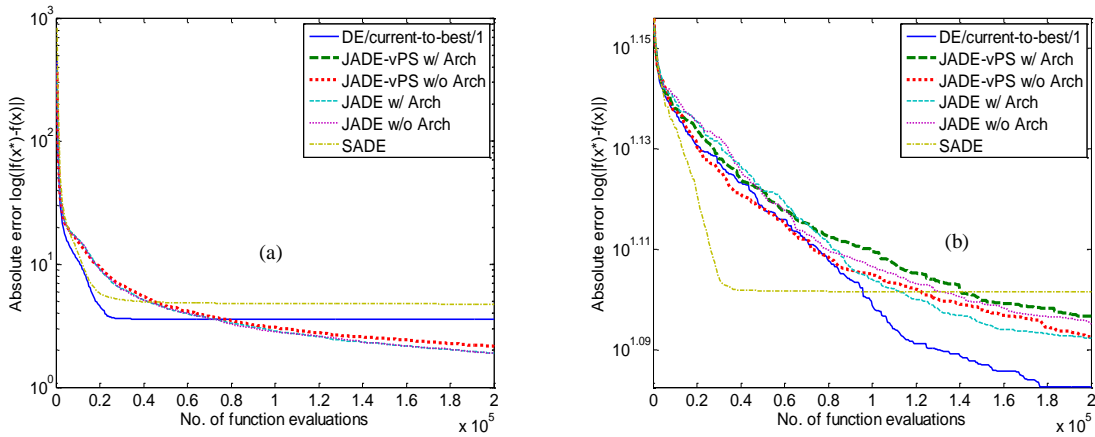 Absolute error log(|f(x*)-f(x)|)
10^3
10^2
10^1
10^0
DE/current-to-best/1
JADE-vPS w/ Arch
JADE-vPS w/o Arch
JADE w/ Arch
JADE w/o Arch
SADE
(a)
0 0.2 0.4 0.6 0.8 1 1.2 1.4 1.6 1.8 2
x 10^5
No. of function evaluations
Absolute error log(|f(x*)-f(x)|)
10^1.15
10^1.13
10^1.11
10^1.09
DE/current-to-best/1
JADE-vPS w/ Arch
JADE-vPS w/o Arch
JADE w/ Arch
JADE w/o Arch
SADE
(b)
0 0.2 0.4 0.6 0.8 1 1.2 1.4 1.6 1.8 2
x 10^5
No. of function evaluations